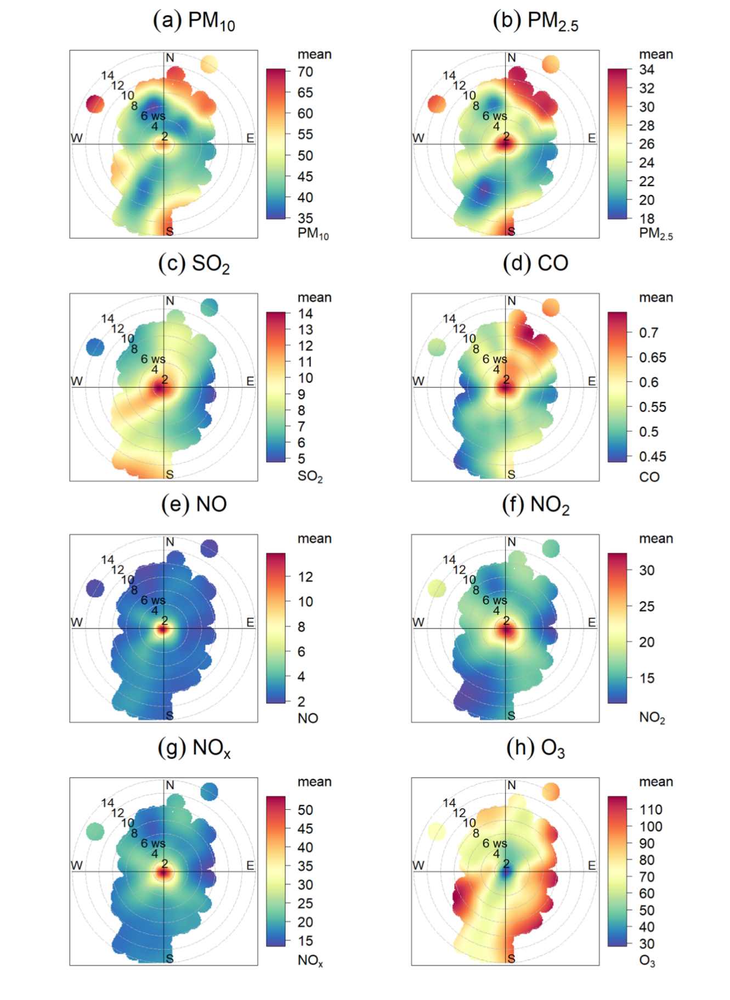 (a) PM₁₀ (b) PM₂.₅
mean mean
N N
14 70 14 34
12 65 12 32
10 60 10 30
8 8
6 ws 55 6 ws 28
4 4
2 50 2 26
W E W E
45 24
40 22
35 20
18
S PM₁₀ S PM₂.₅
(c) SO₂ (d) CO
mean mean
N N
14 14 14 0.7
12 13 12 0.65
10 12 10 0.6
8 11 8 0.55
6 ws 10 6 ws 0.5
4 9 4 0.45
2 8 2
W E W E
7
6
5
S SO₂ S CO
(e) NO (f) NO₂
mean mean
N N
14 12 14 30
12 10 12 25
10 8 10 20
8 6 8 15
6 ws 4 6 ws
4 2 4
2 2
W E W E
S NO S NO₂
(g) NOₓ (h) O₃
mean mean
N N
14 50 14 110
12 45 12 100
10 40 10 90
8 35 8 80
6 ws 30 6 ws 70
4 25 4 60
2 20 2 50
W E W E
15 40
30
S NOₓ S O₃